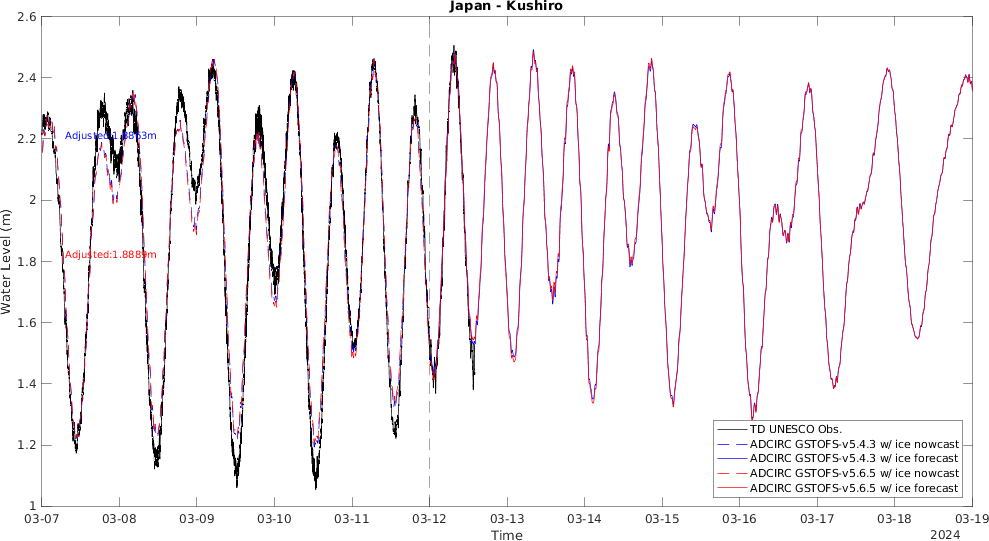 Japan - Kushiro
2.6
2.4
2.2
2
1.8
1.6
1.4
1.2
1
Water Level (m)
Adjusted:1.8863m
Adjusted:1.8889m
TD UNESCO Obs.
ADCIRC GSTOFS-v5.4.3 w/ ice nowcast
ADCIRC GSTOFS-v5.4.3 w/ ice forecast
ADCIRC GSTOFS-v5.6.5 w/ ice nowcast
ADCIRC GSTOFS-v5.6.5 w/ ice forecast
03-07 03-08 03-09 03-10 03-11 03-12 03-13 03-14 03-15 03-16 03-17 03-18 03-19
Time
2024